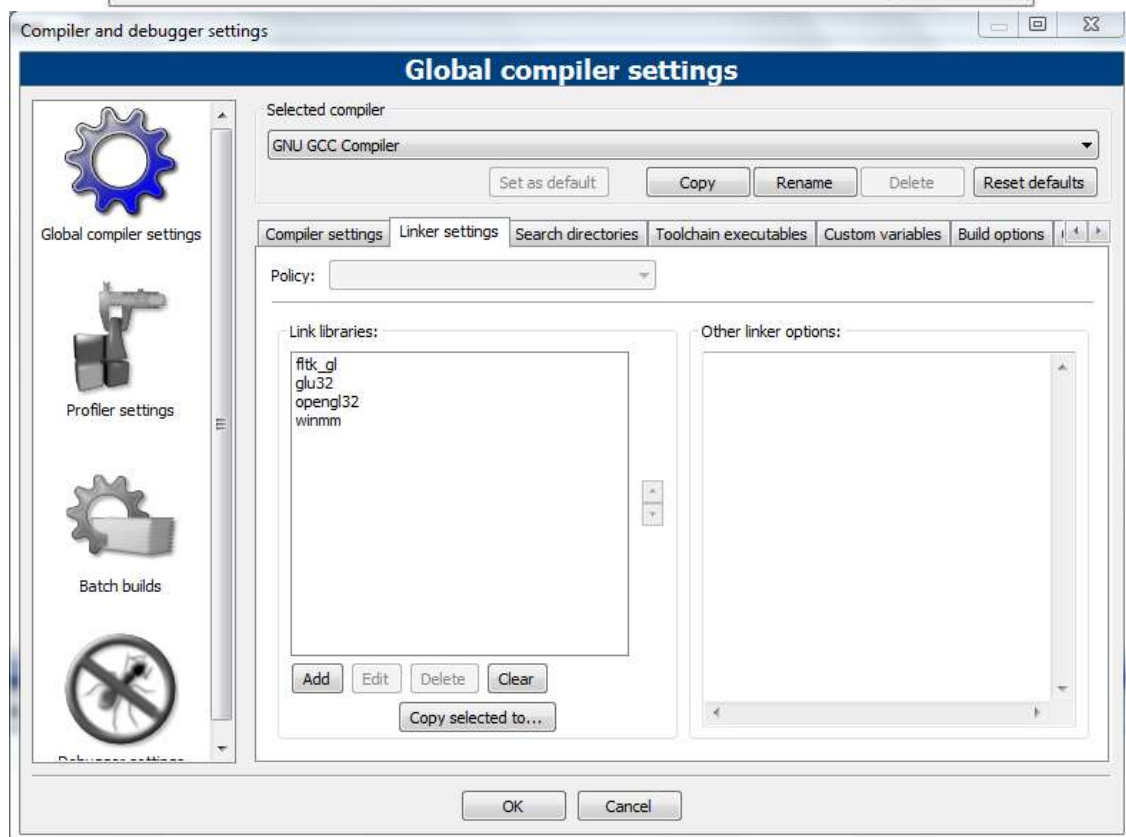 Compiler and debugger settings
Global compiler settings
Global compiler settings
Profiler settings
Batch builds
Debugger settings
Selected compiler
GNU GCC Compiler
Set as default Copy Rename Delete Reset defaults
Compiler settings Linker settings Search directories Toolchain executables Custom variables Build options
Policy:
Link libraries:
fltk_gl
glu32
opengl32
winmm
Add Edit Delete Clear
Copy selected to...
Other linker options:
OK Cancel